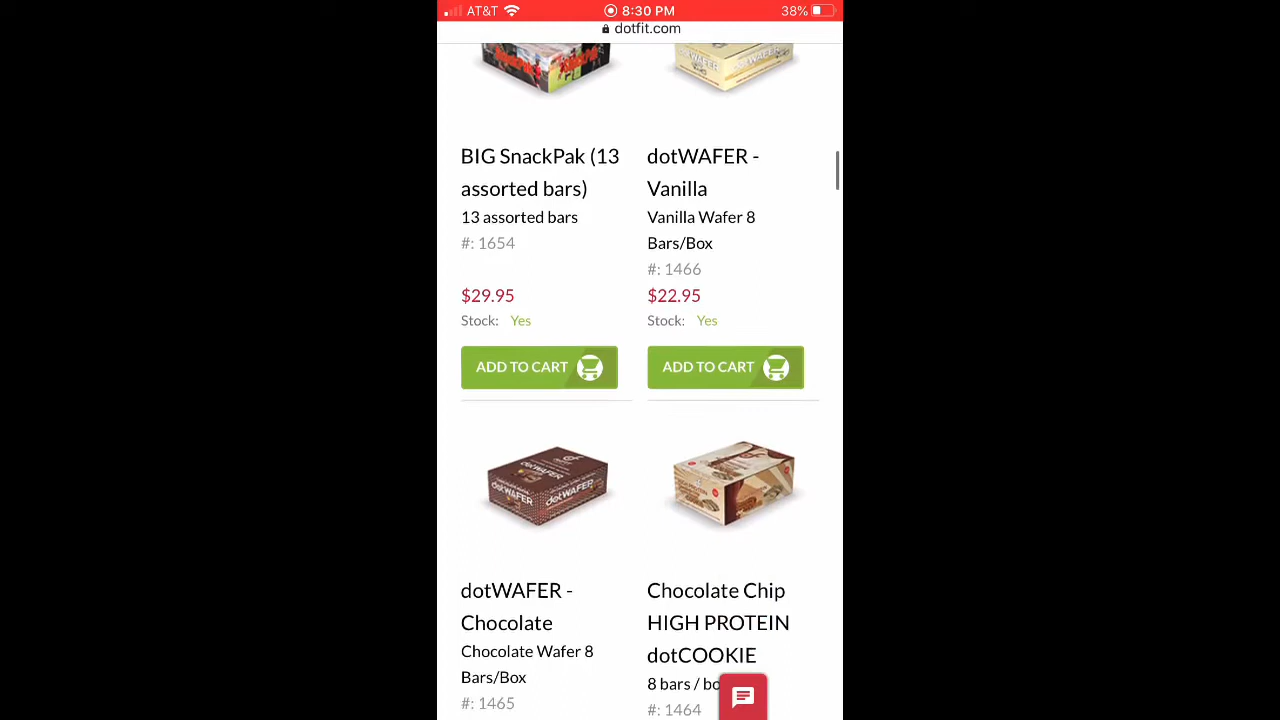 AT&T
8:30 PM
38%
dotfit.com
BIG SnackPak (13
assorted bars)
13 assorted bars
#: 1654
$29.95
Stock: Yes
ADD TO CART
dotWAFER -
Vanilla
Vanilla Wafer 8
Bars/Box
#: 1466
$22.95
Stock: Yes
ADD TO CART
dotWAFER
dotWAFER
dotWAFER -
Chocolate
Chocolate Wafer 8
Bars/Box
#: 1465
Chocolate Chip
HIGH PROTEIN
dotCOOKIE
8 bars / bo
#: 1464